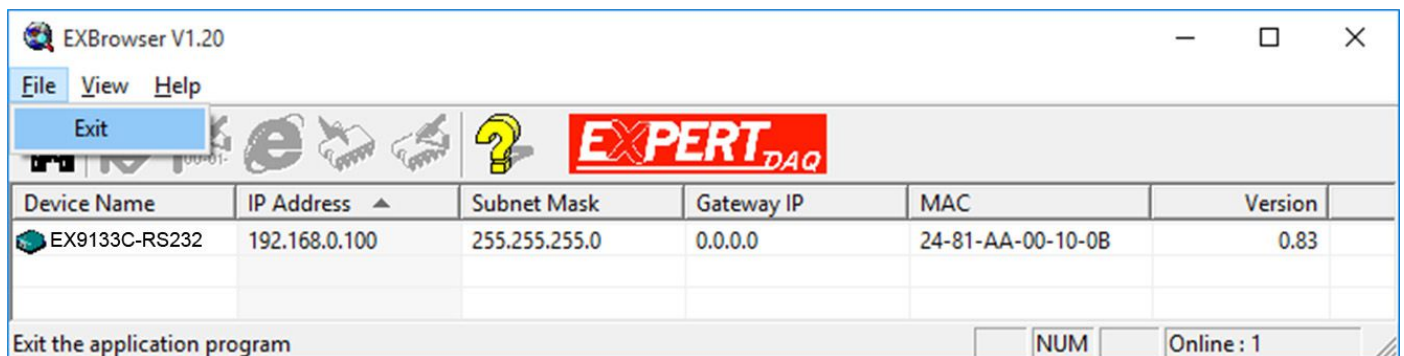 EXBrowser V1.20
File View Help
Exit
00-01-
EXPERT DAQ
Device Name IP Address Subnet Mask Gateway IP MAC Version
EX9133C-RS232 192.168.0.100 255.255.255.0 0.0.0.0 24-81-AA-00-10-0B 0.83
Exit the application program NUM Online : 1